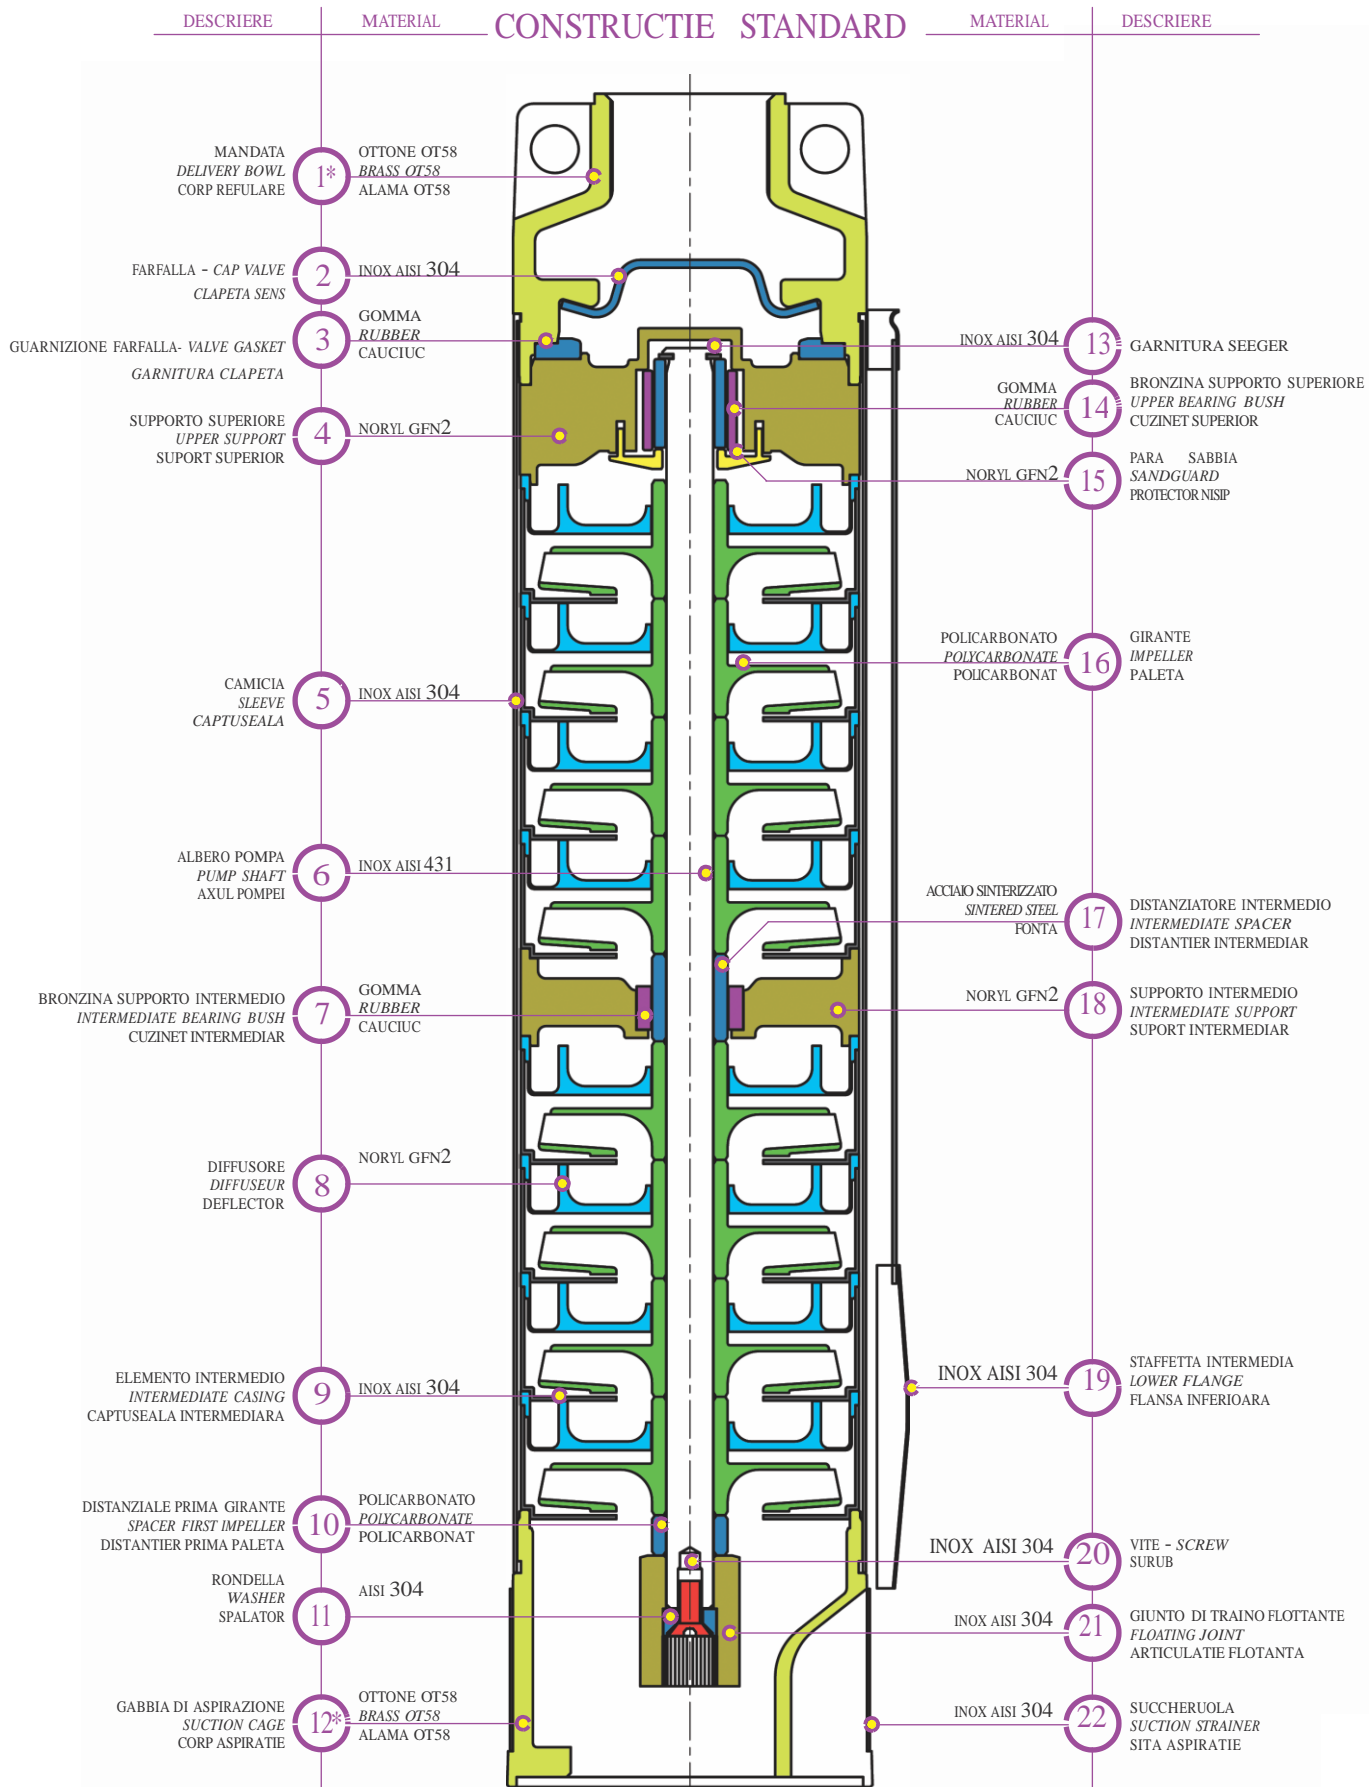 DESCRIERE
MATERIAL
CONSTRUCTIE STANDARD
MATERIAL
DESCRIERE
MANDATA
DELIVERY BOWL
CORP REFULARE
1*
OTTONE OT58
BRASS OT58
ALAMA OT58
FARFALLA - CAP VALVE
CLAPETA SENS
2
INOX AISI 304
GUARNIZIONE FARFALLA- VALVE GASKET
GARNITURA CLAPETA
3
GOMMA
RUBBER
CAUCIUC
SUPPORTO SUPERIORE
UPPER SUPPORT
SUPORT SUPERIOR
4
NORYL GFN2
CAMICIA
SLEEVE
CAPTUSEALA
5
INOX AISI 304
ALBERO POMPA
PUMP SHAFT
AXUL POMPEI
6
INOX AISI 431
BRONZINA SUPPORTO INTERMEDIO
INTERMEDIATE BEARING BUSH
CUZINET INTERMEDIAR
7
GOMMA
RUBBER
CAUCIUC
DIFFUSORE
DIFFUSEUR
DEFLECTOR
8
NORYL GFN2
ELEMENTO INTERMEDIO
INTERMEDIATE CASING
CAPTUSEALA INTERMEDIARA
9
INOX AISI 304
DISTANZIALE PRIMA GIRANTE
SPACER FIRST IMPELLER
DISTANTIER PRIMA PALETA
10
POLICARBONATO
POLYCARBONATE
POLICARBONAT
RONDELLA
WASHER
SPALATOR
11
AISI 304
GABBIA DI ASPIRAZIONE
SUCTION CAGE
CORP ASPIRATIE
12*
OTTONE OT58
BRASS OT58
ALAMA OT58
INOX AISI 304
13
GARNITURA SEEGER
GOMMA
RUBBER
CAUCIUC
14
BRONZINA SUPPORTO SUPERIORE
UPPER BEARING BUSH
CUZINET SUPERIOR
NORYL GFN2
15
PARA SABBIA
SANDGUARD
PROTECTOR NISIP
POLICARBONATO
POLYCARBONATE
POLICARBONAT
16
GIRANTE
IMPELLER
PALETA
ACCIAIO SINTERIZZATO
SINTERED STEEL
FONTA
17
DISTANZIATORE INTERMEDIO
INTERMEDIATE SPACER
DISTANTIER INTERMEDIAR
NORYL GFN2
18
SUPPORTO INTERMEDIO
INTERMEDIATE SUPPORT
SUPORT INTERMEDIAR
INOX AISI 304
19
STAFFETTA INTERMEDIA
LOWER FLANGE
FLANSA INFERIOARA
INOX AISI 304
20
VITE - SCREW
SURUB
INOX AISI 304
21
GIUNTO DI TRAINO FLOTTANTE
FLOATING JOINT
ARTICULATIE FLOTANTA
INOX AISI 304
22
SUCCHERUOLA
SUCTION STRAINER
SITA ASPIRATIE